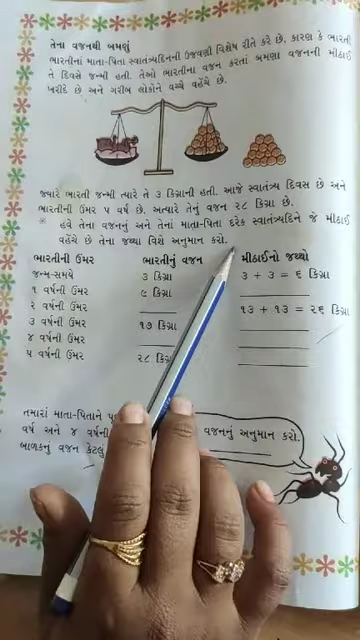 તેના વજનથી બમણું
ભારતીનાં માતા-પિતા સ્વાતંત્ર્યદિનની ઉજવણી વિશેષ રીતે કરે છે. કારણ કે ભારતી
તે દિવસે જન્મી હતી. તેઓ ભારતીના વજન કરતાં બમણા વજનની મીઠાઈ
ખરીદે છે અને ગરીબ લોકોને વચ્ચે વહેંચે છે.
જ્યારે ભારતી જન્મી ત્યારે તે ૩ કિગ્રાની હતી. આજે સ્વાતંત્ર્ય દિવસ છે અને
ભારતીની ઉંમર ૫ વર્ષ છે. અત્યારે તેનું વજન ૨૮ કિગ્રા છે.
* હવે તેના વજનનું અને તેનાં માતા-પિતા દરેક સ્વાતંત્ર્યદિને જે મીઠાઈ
વહેંચે છે તેના જથ્થા વિશે અનુમાન કરો.
ભારતીની ઉંમર ભારતીનું વજન મીઠાઈનો જથ્થો
જન્મ-સમયે ૩ કિગ્રા ૩ + ૩ = ૬ કિગ્રા
૧ વર્ષની ઉંમર ૯ કિગ્રા
૨ વર્ષની ઉંમર ૧૩ + ૧૩ = ૨૬ કિગ્રા
૩ વર્ષની ઉંમર ૧૭ કિગ્રા
૪ વર્ષની ઉંમર
૫ વર્ષની ઉંમર ૨૮ કિગ્રા
તમારાં માતા-પિતાને
વર્ષ અને ૪ વર્ષની વજનનું અનુમાન કરો.
બાળકનું વજન કેટલું